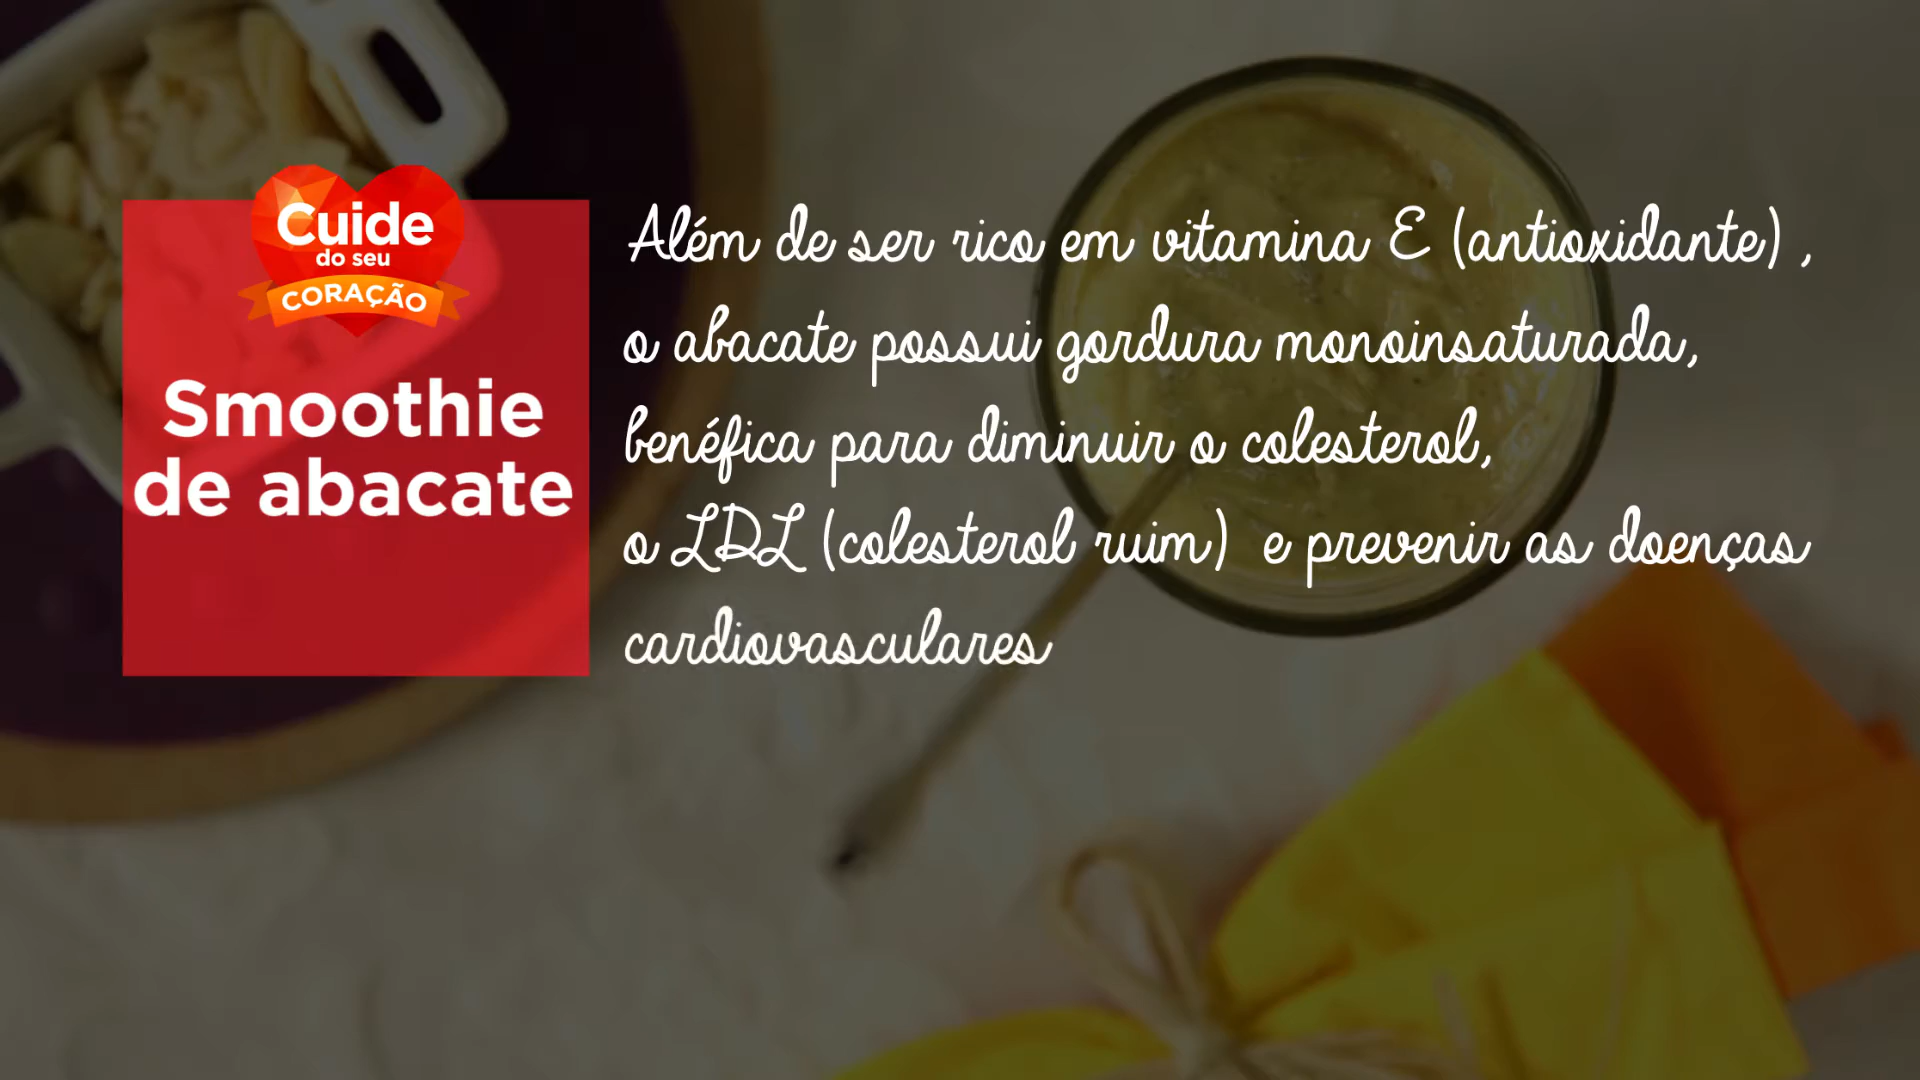 Cuide
do seu
CORAÇÃO
Smoothie
de abacate
Além de ser rico em vitamina E (antioxidante) ,
o abacate possui gordura monoinsaturada,
benéfica para diminuir o colesterol,
o LDL (colesterol ruim) e prevenir as doenças
cardiovasculares